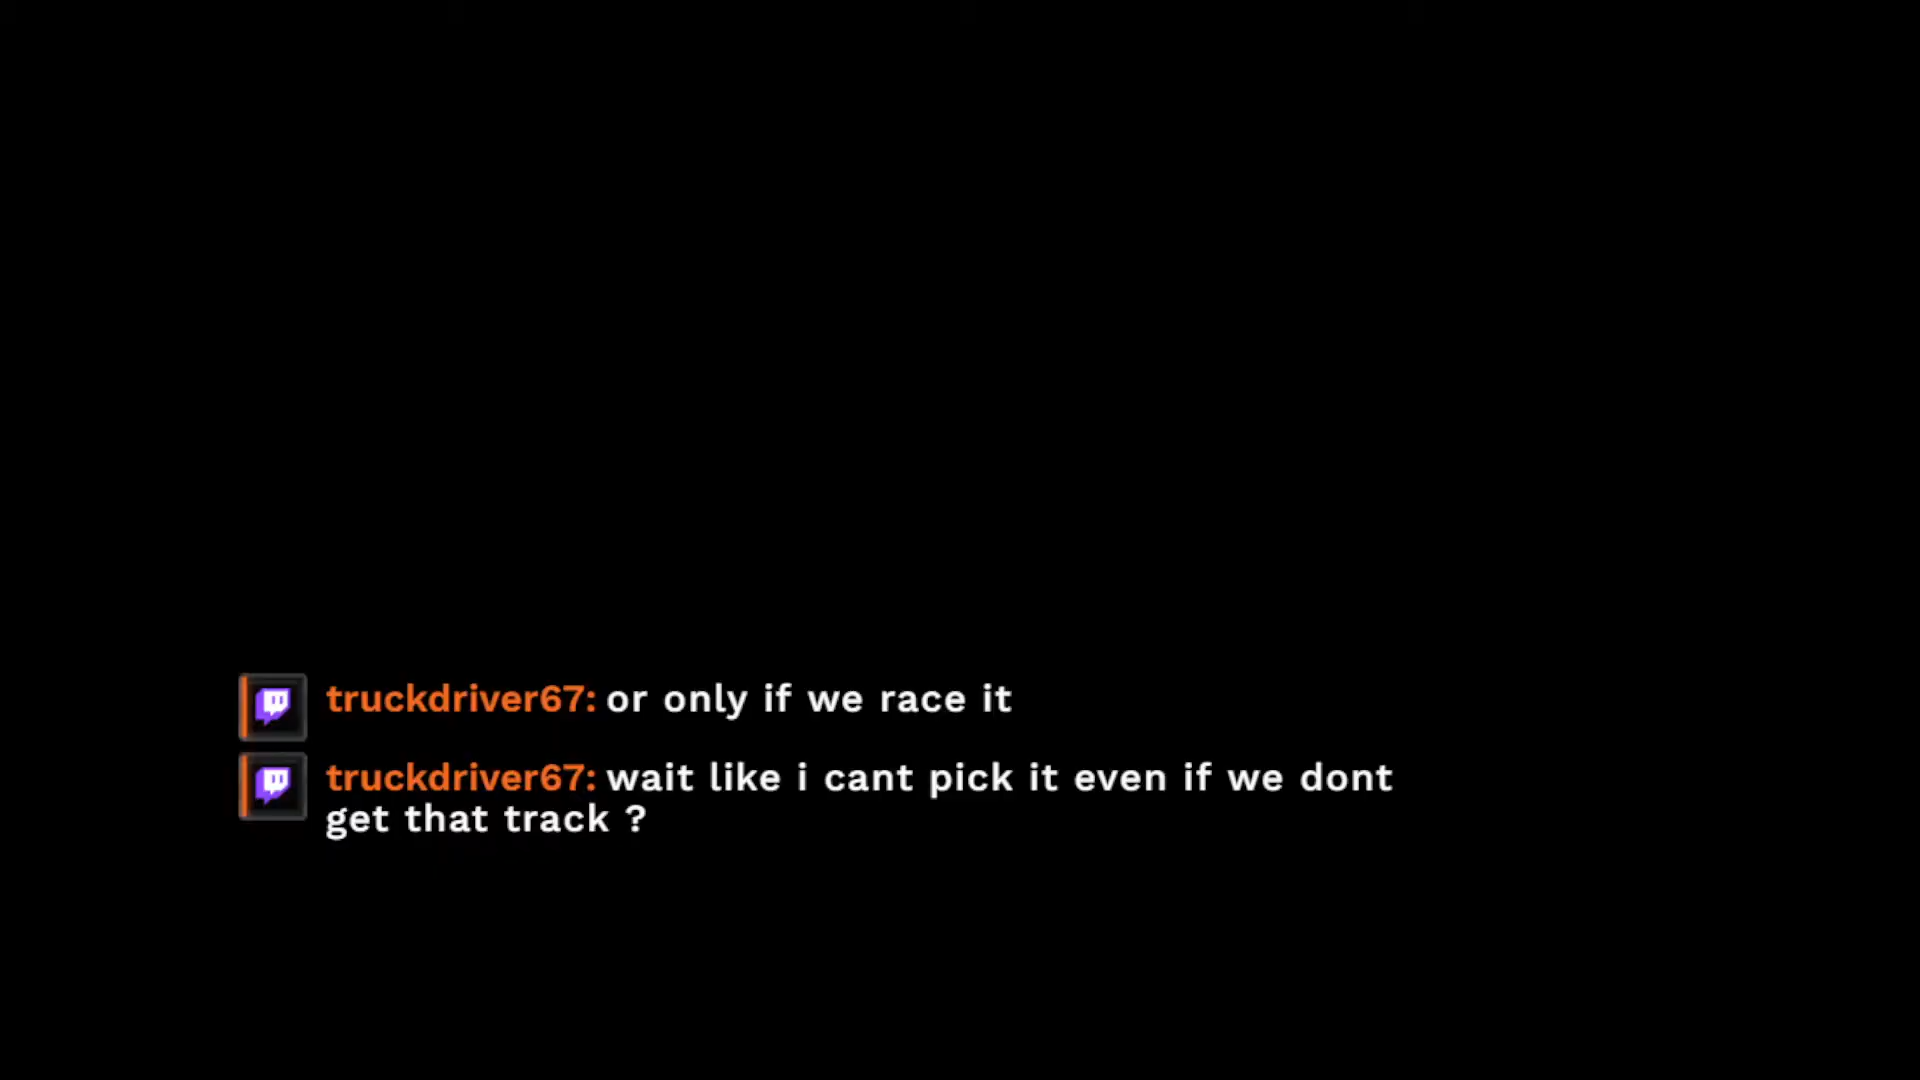 truckdriver67: or only if we race it
truckdriver67: wait like i cant pick it even if we dont
get that track ?